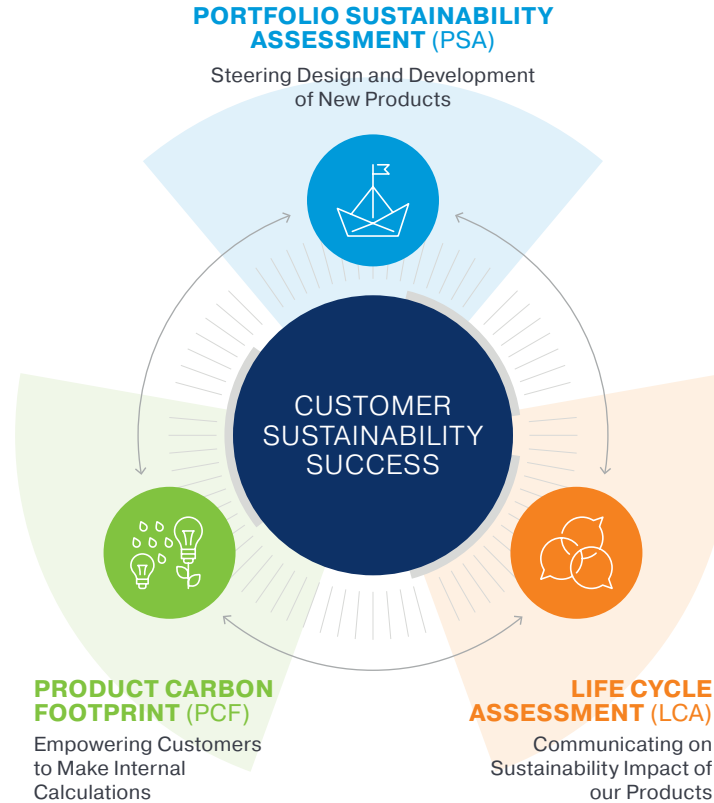 PORTFOLIO SUSTAINABILITY
ASSESSMENT (PSA)
Steering Design and Development
of New Products
CUSTOMER
SUSTAINABILITY
SUCCESS
PRODUCT CARBON
FOOTPRINT (PCF)
Empowering Customers
to Make Internal
Calculations
LIFE CYCLE
ASSESSMENT (LCA)
Communicating on
Sustainability Impact of
our Products